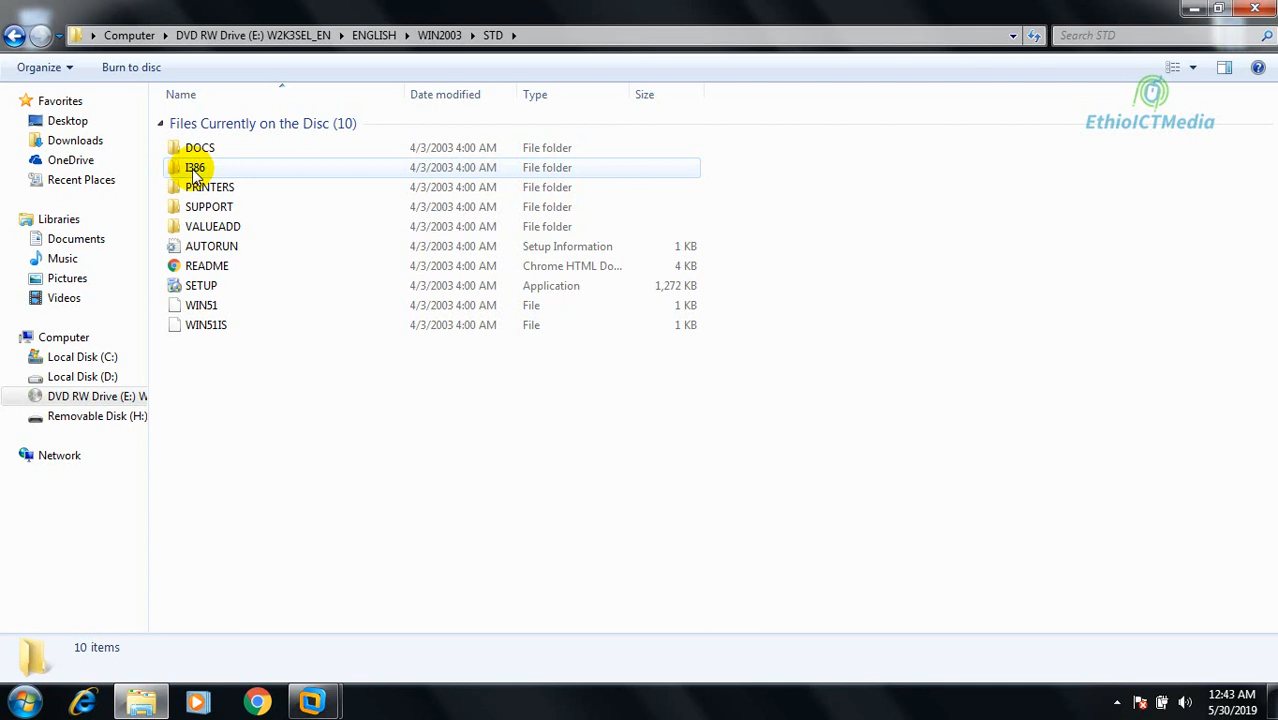 Computer DVD RW Drive (E:) W2K3SEL_EN ENGLISH WIN2003 STD
Search STD
Organize Burn to disc
Name Date modified Type Size
EthioICTMedia
Files Currently on the Disc (10)
DOCS 4/3/2003 4:00 AM File folder
I386 4/3/2003 4:00 AM File folder
PRINTERS 4/3/2003 4:00 AM File folder
SUPPORT 4/3/2003 4:00 AM File folder
VALUEADD 4/3/2003 4:00 AM File folder
AUTORUN 4/3/2003 4:00 AM Setup Information 1 KB
README 4/3/2003 4:00 AM Chrome HTML Do... 4 KB
SETUP 4/3/2003 4:00 AM Application 1,272 KB
WIN51 4/3/2003 4:00 AM File 1 KB
WIN51IS 4/3/2003 4:00 AM File 1 KB
Favorites
Desktop
Downloads
OneDrive
Recent Places
Libraries
Documents
Music
Pictures
Videos
Computer
Local Disk (C:)
Local Disk (D:)
DVD RW Drive (E:) W
Removable Disk (H:)
Network
10 items
12:43 AM
5/30/2019